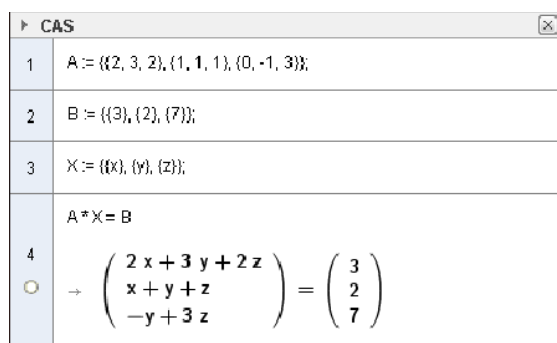 CAS
1 A := {{2, 3, 2}, {1, 1, 1}, {0, -1, 3}};
2 B := {{3}, {2}, {7}};
3 X := {{x}, {y}, {z}};
A * X = B
4
→ ( 2 x + 3 y + 2 z
x + y + z
−y + 3 z ) = ( 3
2
7 )